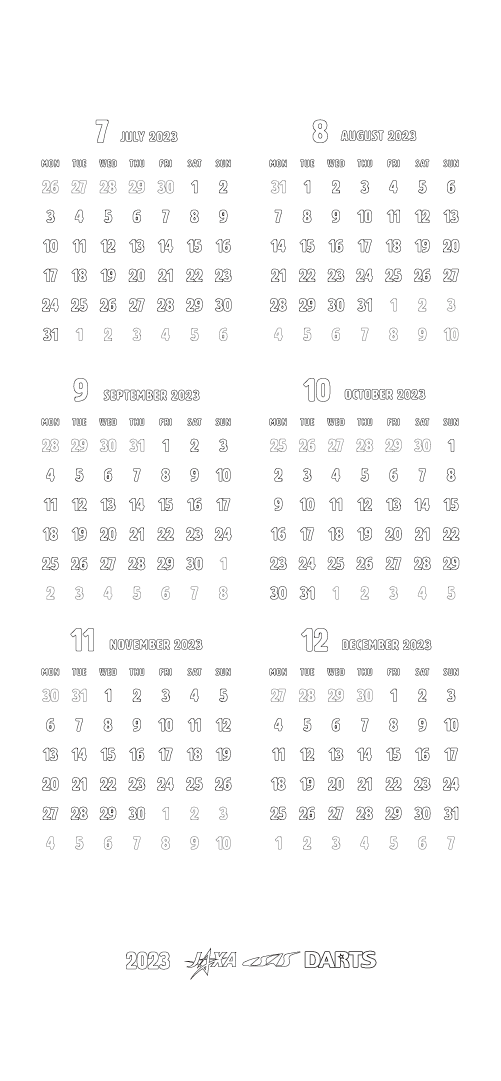 7 JULY 2023
MON TUE WED THU FRI SAT SUN
26 27 28 29 30 1 2
3 4 5 6 7 8 9
10 11 12 13 14 15 16
17 18 19 20 21 22 23
24 25 26 27 28 29 30
31 1 2 3 4 5 6
8 AUGUST 2023
MON TUE WED THU FRI SAT SUN
31 1 2 3 4 5 6
7 8 9 10 11 12 13
14 15 16 17 18 19 20
21 22 23 24 25 26 27
28 29 30 31 1 2 3
4 5 6 7 8 9 10
9 SEPTEMBER 2023
MON TUE WED THU FRI SAT SUN
28 29 30 31 1 2 3
4 5 6 7 8 9 10
11 12 13 14 15 16 17
18 19 20 21 22 23 24
25 26 27 28 29 30 1
2 3 4 5 6 7 8
10 OCTOBER 2023
MON TUE WED THU FRI SAT SUN
25 26 27 28 29 30 1
2 3 4 5 6 7 8
9 10 11 12 13 14 15
16 17 18 19 20 21 22
23 24 25 26 27 28 29
30 31 1 2 3 4 5
11 NOVEMBER 2023
MON TUE WED THU FRI SAT SUN
30 31 1 2 3 4 5
6 7 8 9 10 11 12
13 14 15 16 17 18 19
20 21 22 23 24 25 26
27 28 29 30 1 2 3
4 5 6 7 8 9 10
12 DECEMBER 2023
MON TUE WED THU FRI SAT SUN
27 28 29 30 1 2 3
4 5 6 7 8 9 10
11 12 13 14 15 16 17
18 19 20 21 22 23 24
25 26 27 28 29 30 31
1 2 3 4 5 6 7
2023 JAXA ISAS DARTS